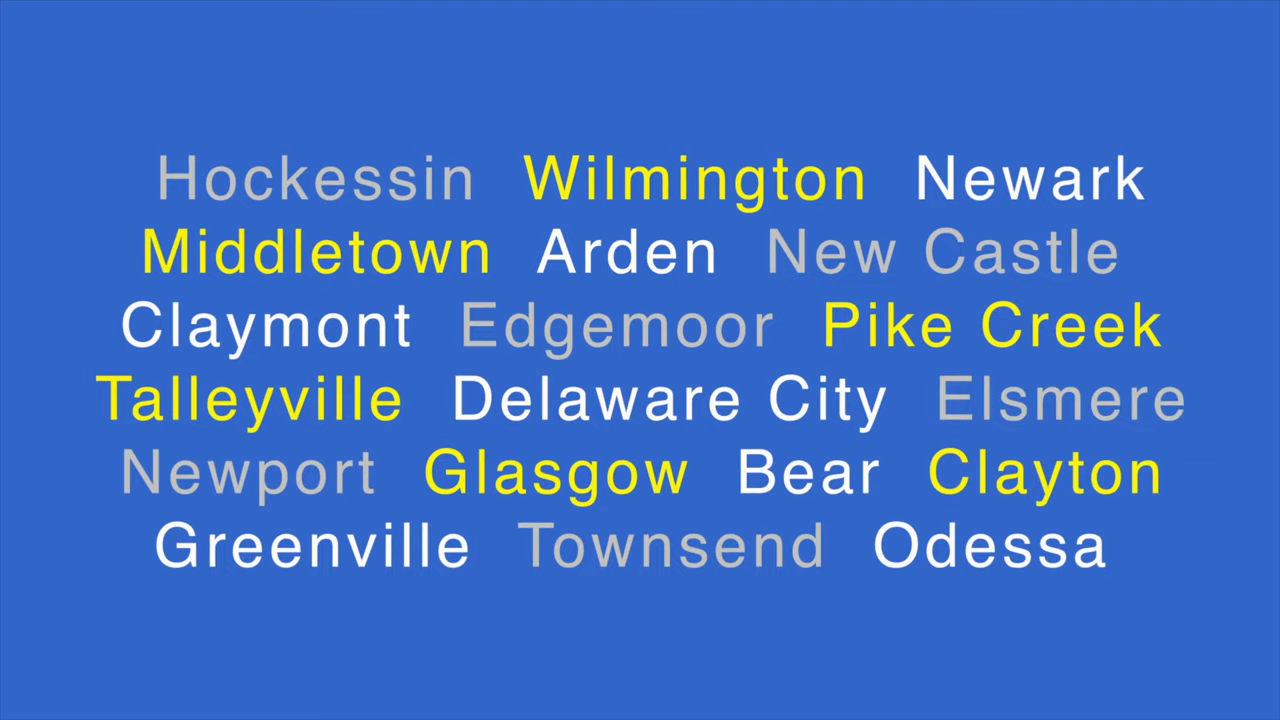 Hockessin Wilmington Newark
Middletown Arden New Castle
Claymont Edgemoor Pike Creek
Talleyville Delaware City Elsmere
Newport Glasgow Bear Clayton
Greenville Townsend Odessa